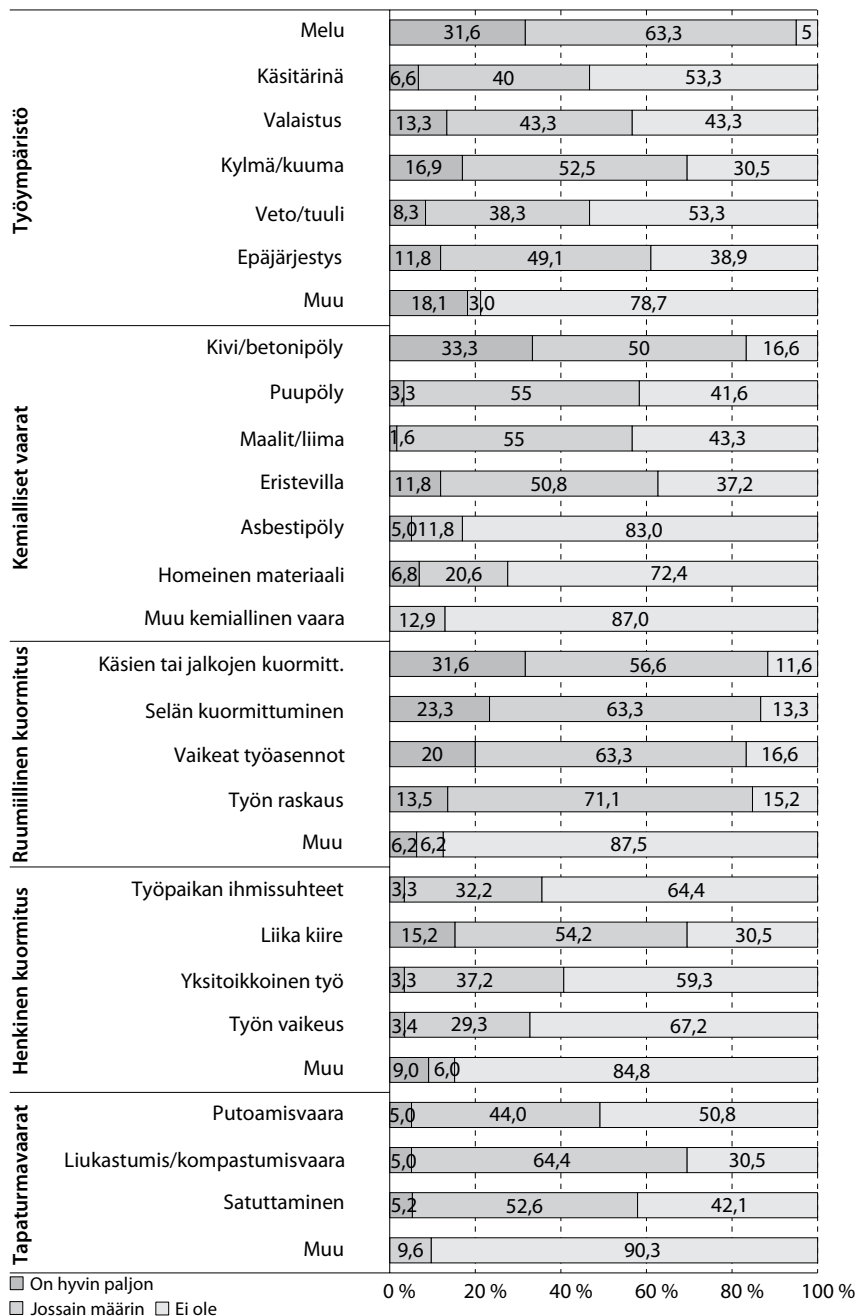 Työympäristö
Melu 31,6 63,3 5
Käsitärinä 6,6 40 53,3
Valaistus 13,3 43,3 43,3
Kylmä/kuuma 16,9 52,5 30,5
Veto/tuuli 8,3 38,3 53,3
Epäjärjestys 11,8 49,1 38,9
Muu 18,1 3,0 78,7
Kemialliset vaarat
Kivi/betonipöly 33,3 50 16,6
Puupöly 3,3 55 41,6
Maalit/liima 1,6 55 43,3
Eristevilla 11,8 50,8 37,2
Asbestipöly 5,0 11,8 83,0
Homeinen materiaali 6,8 20,6 72,4
Muu kemiallinen vaara 12,9 87,0
Ruumiillinen kuormitus
Käsien tai jalkojen kuormitt. 31,6 56,6 11,6
Selän kuormittuminen 23,3 63,3 13,3
Vaikeat työasennot 20 63,3 16,6
Työn raskaus 13,5 71,1 15,2
Muu 6,2 6,2 87,5
Henkinen kuormitus
Työpaikan ihmissuhteet 3,3 32,2 64,4
Liika kiire 15,2 54,2 30,5
Yksitoikkoinen työ 3,3 37,2 59,3
Työn vaikeus 3,4 29,3 67,2
Muu 9,0 6,0 84,8
Tapaturmavaarat
Putoamisvaara 5,0 44,0 50,8
Liukastumis/kompastumisvaara 5,0 64,4 30,5
Satuttaminen 5,2 52,6 42,1
Muu 9,6 90,3
0 % 20 % 40 % 60 % 80 % 100 %
On hyvin paljon
Jossain määrin Ei ole